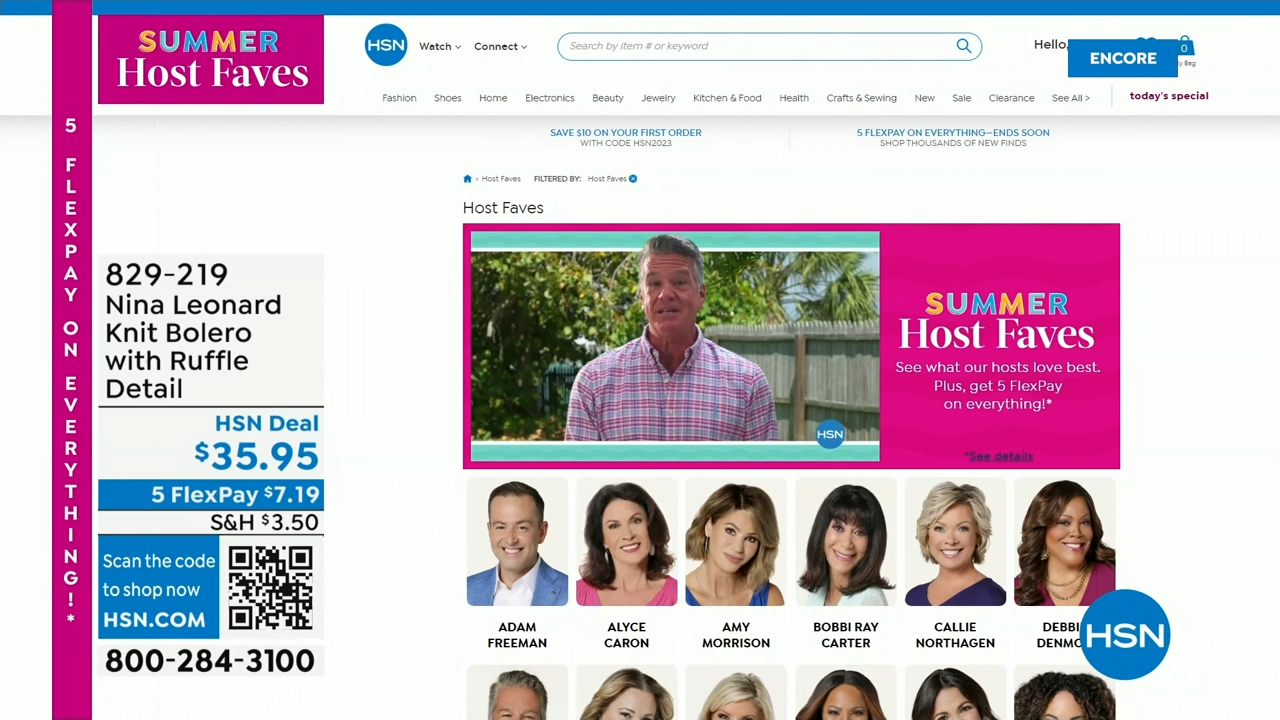 5 FLEXPAY ON EVERYTHING!*
SUMMER
Host Faves
HSN
Watch
Connect
Search by item # or keyword
Hello,
ENCORE
0
Fashion
Shoes
Home
Electronics
Beauty
Jewelry
Kitchen & Food
Health
Crafts & Sewing
New
Sale
Clearance
See All >
today's special
SAVE $10 ON YOUR FIRST ORDER
WITH CODE HSN2023
5 FLEXPAY ON EVERYTHING—ENDS SOON
SHOP THOUSANDS OF NEW FINDS
> Host Faves FILTERED BY: Host Faves
Host Faves
829-219
Nina Leonard
Knit Bolero
with Ruffle
Detail
HSN Deal
$35.95
5 FlexPay $7.19
S&H $3.50
Scan the code
to shop now
HSN.COM
800-284-3100
HSN
SUMMER
Host Faves
See what our hosts love best.
Plus, get 5 FlexPay
on everything!*
*See details
ADAM
FREEMAN
ALYCE
CARON
AMY
MORRISON
BOBBI RAY
CARTER
CALLIE
NORTHAGEN
HSN